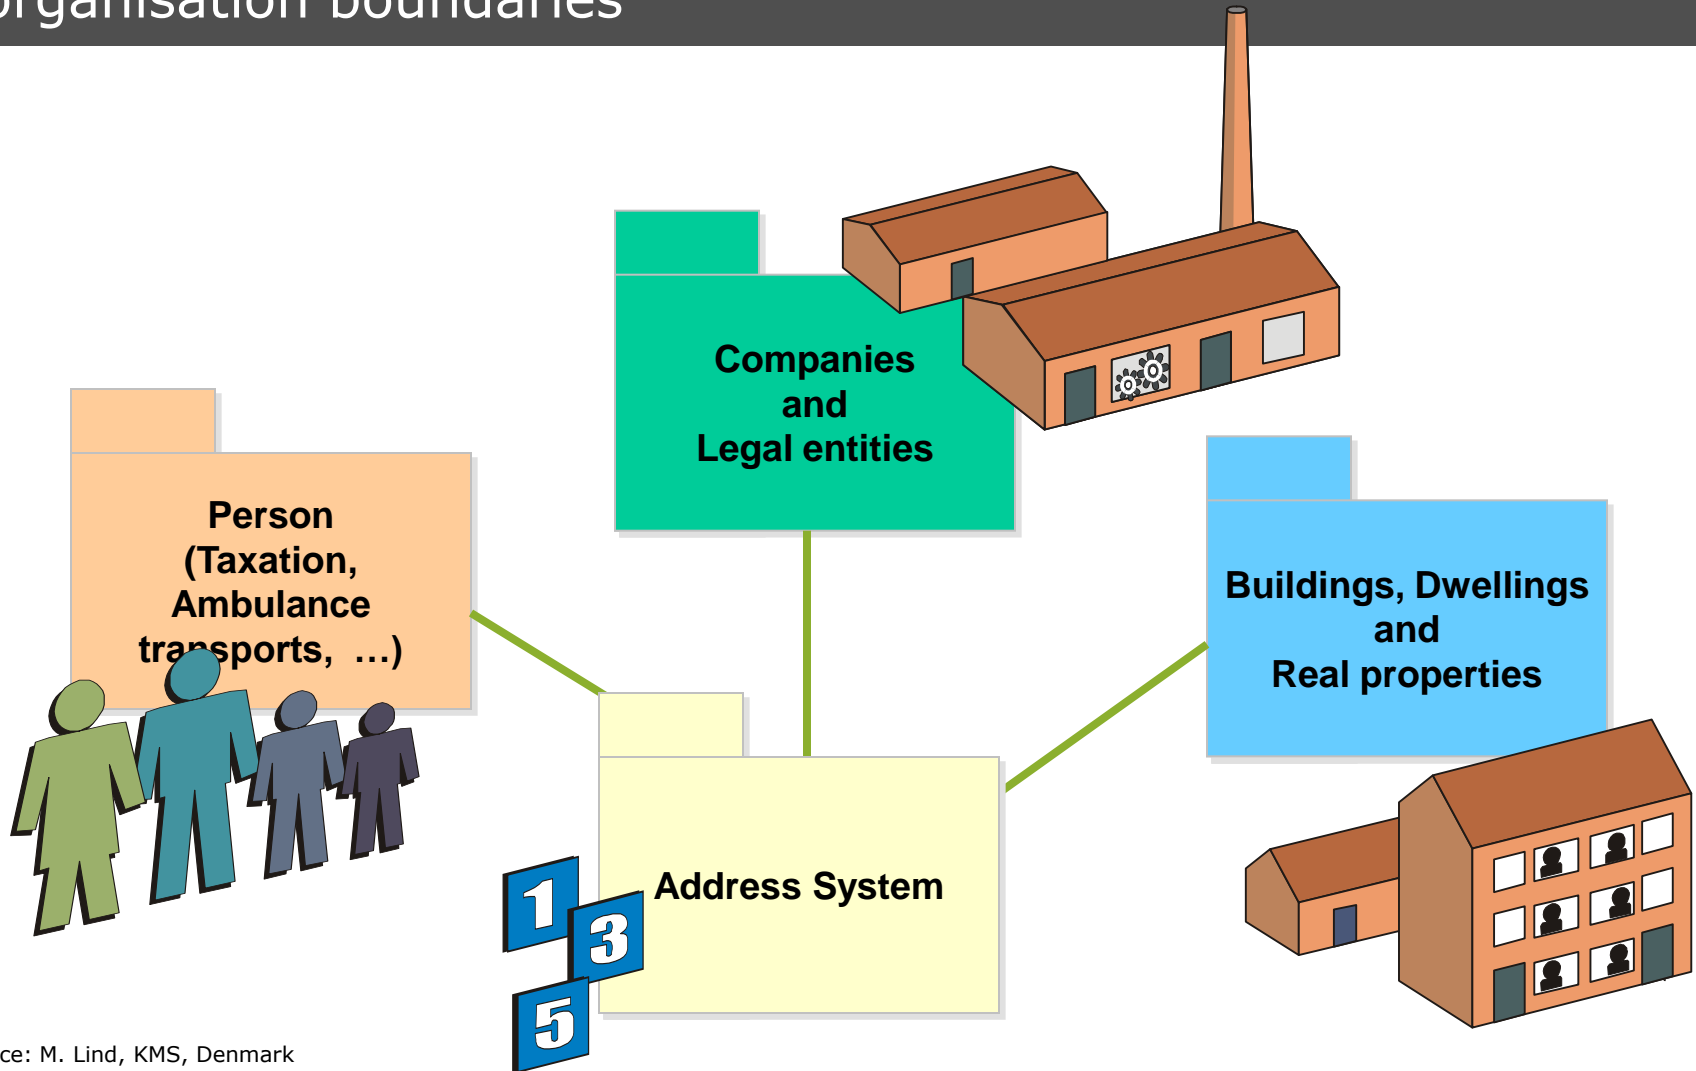 organisation boundaries
Companies
and
Legal entities
Person
(Taxation,
Ambulance
transports,  …)
Buildings, Dwellings
and
Real properties
Address System
1
3
5
ce: M. Lind, KMS, Denmark